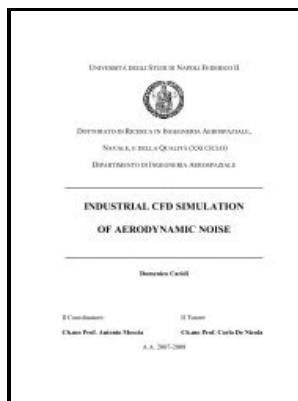 UNIVERSITÀ DEGLI STUDI DI NAPOLI FEDERICO II
DOTTORATO DI RICERCA IN INGEGNERIA AEROSPAZIALE,
NAVALE, E DELLA QUALITÀ (XXI CICLO)
DIPARTIMENTO DI INGEGNERIA AEROSPAZIALE
INDUSTRIAL CFD SIMULATION
OF AERODYNAMIC NOISE
Domenico Caridi
Il Coordinatore: Il Tutore:
Ch.mo Prof. Antonio Moccia Ch.mo Prof. Carlo De Nicola
A.A. 2007-2008